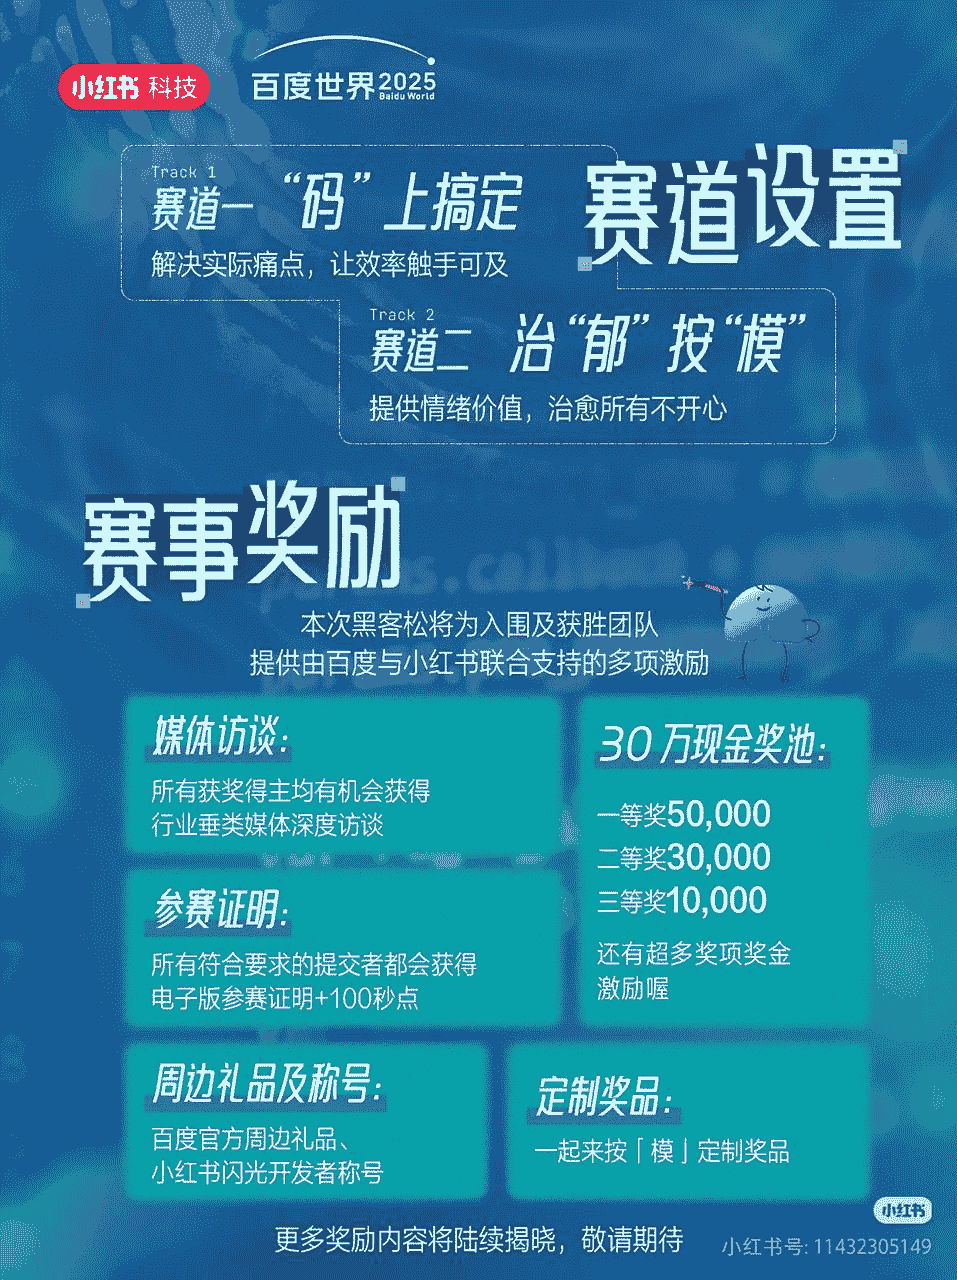 小红书 科技
百度世界2025
Baidu World
赛道设置
Track 1
赛道一 “码”上搞定
解决实际痛点，让效率触手可及
Track 2
赛道二 治“郁”按“模”
提供情绪价值，治愈所有不开心
赛事奖励
本次黑客松将为入围及获胜团队
提供由百度与小红书联合支持的多项激励
媒体访谈：
所有获奖得主均有机会获得
行业垂类媒体深度访谈
30万现金奖池：
一等奖50,000
二等奖30,000
三等奖10,000
还有超多奖项奖金
激励喔
参赛证明：
所有符合要求的提交者都会获得
电子版参赛证明+100秒点
周边礼品及称号：
百度官方周边礼品、
小红书闪光开发者称号
定制奖品：
一起来按「模」定制奖品
更多奖励内容将陆续揭晓，敬请期待
小红书
小红书号: 11432305149